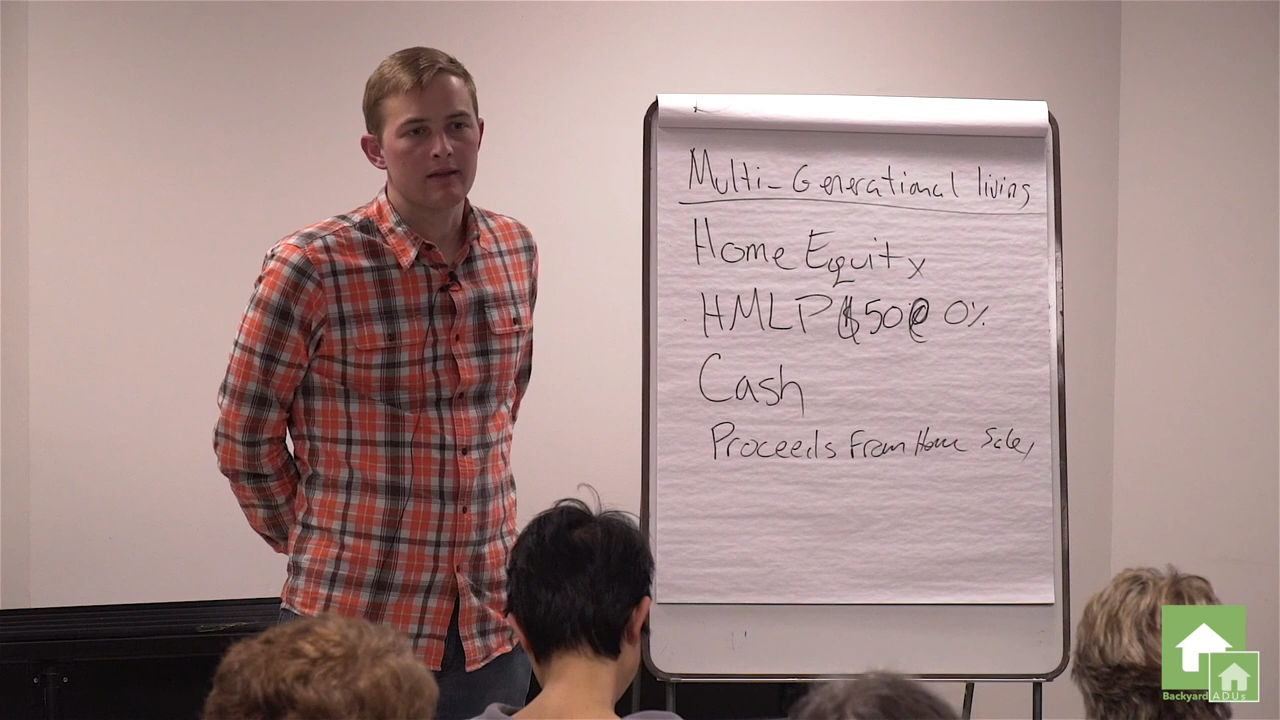 Multi-Generational living
Home Equity
HMLP $50@ 0%
Cash
Proceeds From Home Sale,
Backyard ADUs